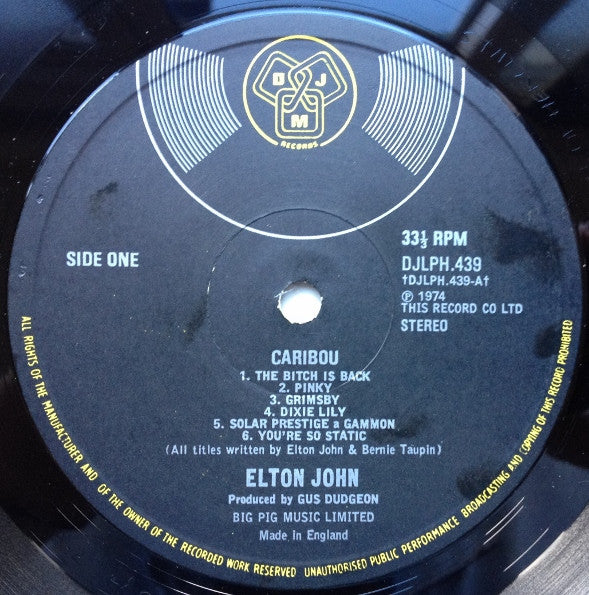 D J
M
RECORDS
SIDE ONE
33⅓ RPM
DJLPH.439
†DJLPH.439-A†
Ⓟ 1974
THIS RECORD CO LTD
STEREO
CARIBOU
1. THE BITCH IS BACK
2. PINKY
3. GRIMSBY
4. DIXIE LILY
5. SOLAR PRESTIGE a GAMMON
6. YOU'RE SO STATIC
(All titles written by Elton John & Bernie Taupin)
ELTON JOHN
Produced by GUS DUDGEON
BIG PIG MUSIC LIMITED
Made in England
ALL RIGHTS OF THE MANUFACTURER AND OF THE OWNER OF THE RECORDED WORK RESERVED UNAUTHORISED PUBLIC PERFORMANCE BROADCASTING AND COPYING OF THIS RECORD PROHIBITED